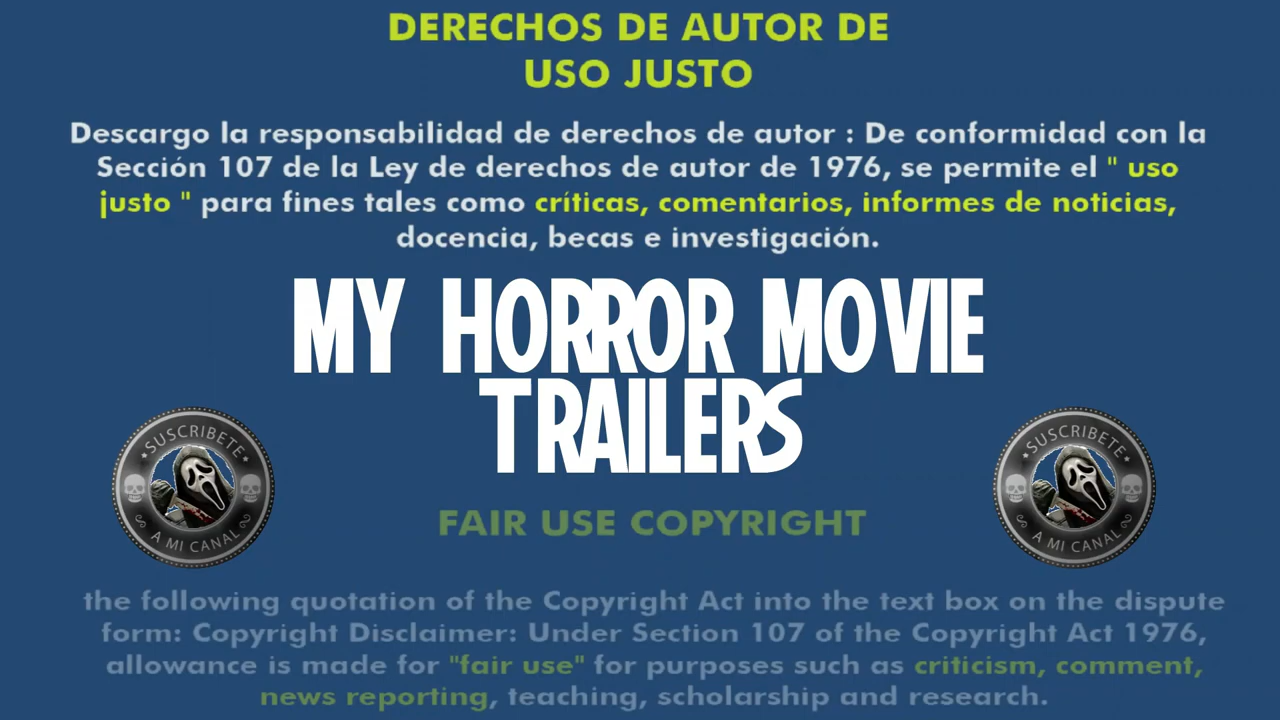 DERECHOS DE AUTOR DE
USO JUSTO
Descargo la responsabilidad de derechos de autor : De conformidad con la
Sección 107 de la Ley de derechos de autor de 1976, se permite el " uso
justo " para fines tales como críticas, comentarios, informes de noticias,
docencia, becas e investigación.
MY HORROR MOVIE
TRAILERS
SUSCRIBETE
A MI CANAL
SUSCRIBETE
A MI CANAL
FAIR USE COPYRIGHT
the following quotation of the Copyright Act into the text box on the dispute
form: Copyright Disclaimer: Under Section 107 of the Copyright Act 1976,
allowance is made for "fair use" for purposes such as criticism, comment,
news reporting, teaching, scholarship and research.